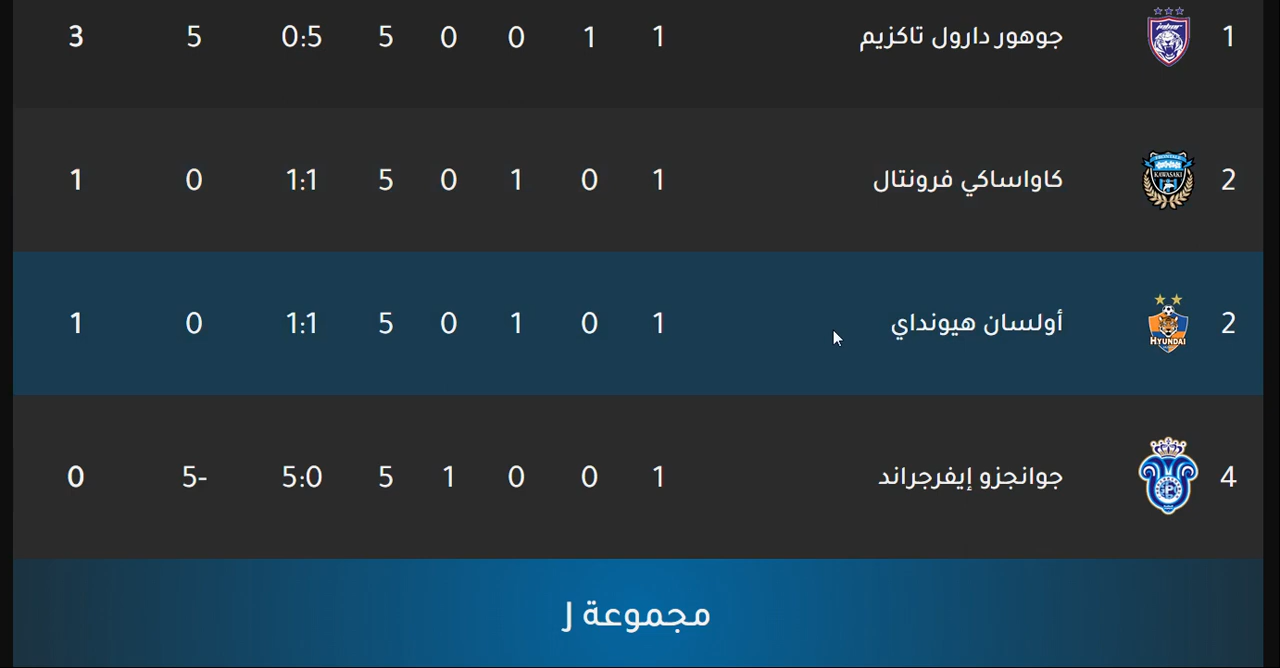 1 جوهور دارول تاكزيم 1 1 0 0 5 0:5 5 3
2 كاواساكي فرونتال 1 0 1 0 5 1:1 0 1
2 أولسان هيونداي 1 0 1 0 5 1:1 0 1
HYUNDAI
4 جوانجزو إيفرجراند 1 0 0 1 5 5:0 5- 0
مجموعة J